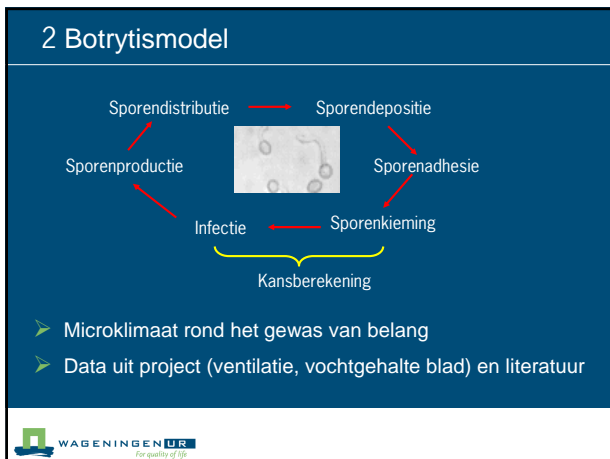 2 Botrytismodel
Sporendistributie
Sporendepositie
Sporenproductie
Sporenadhesie
Infectie
Sporenkieming
Kansberekening
Microklimaat rond het gewas van belang
Data uit project (ventilatie, vochtgehalte blad) en literatuur
WAGENINGEN UR
For quality of life